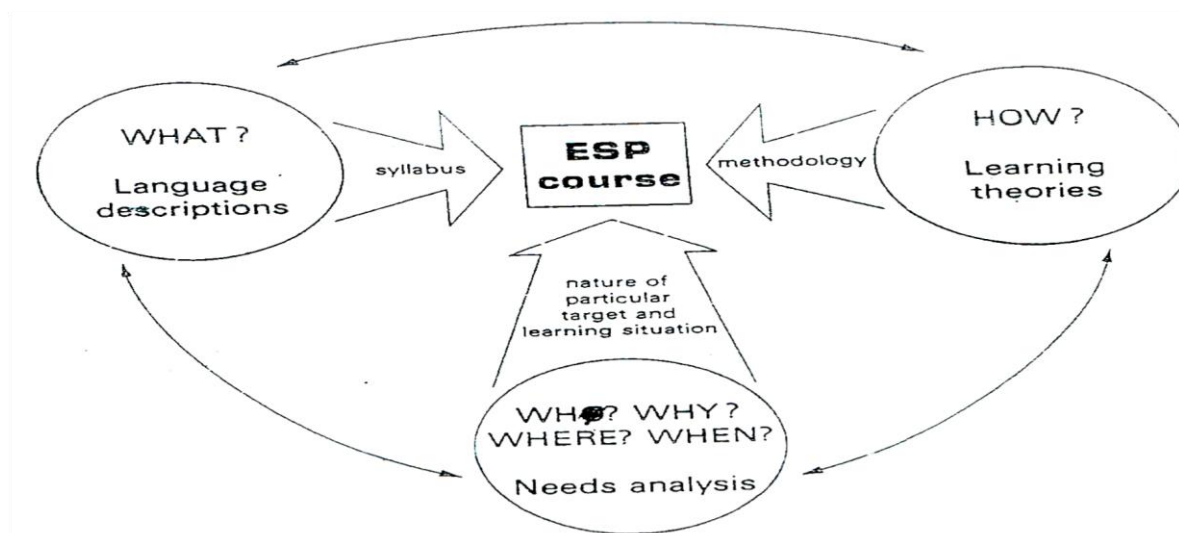 WHAT?
Language
descriptions
syllabus
ESP
course
methodology
HOW?
Learning
theories
nature of
particular
target and
learning situation
WHO? WHY?
WHERE? WHEN?
Needs analysis